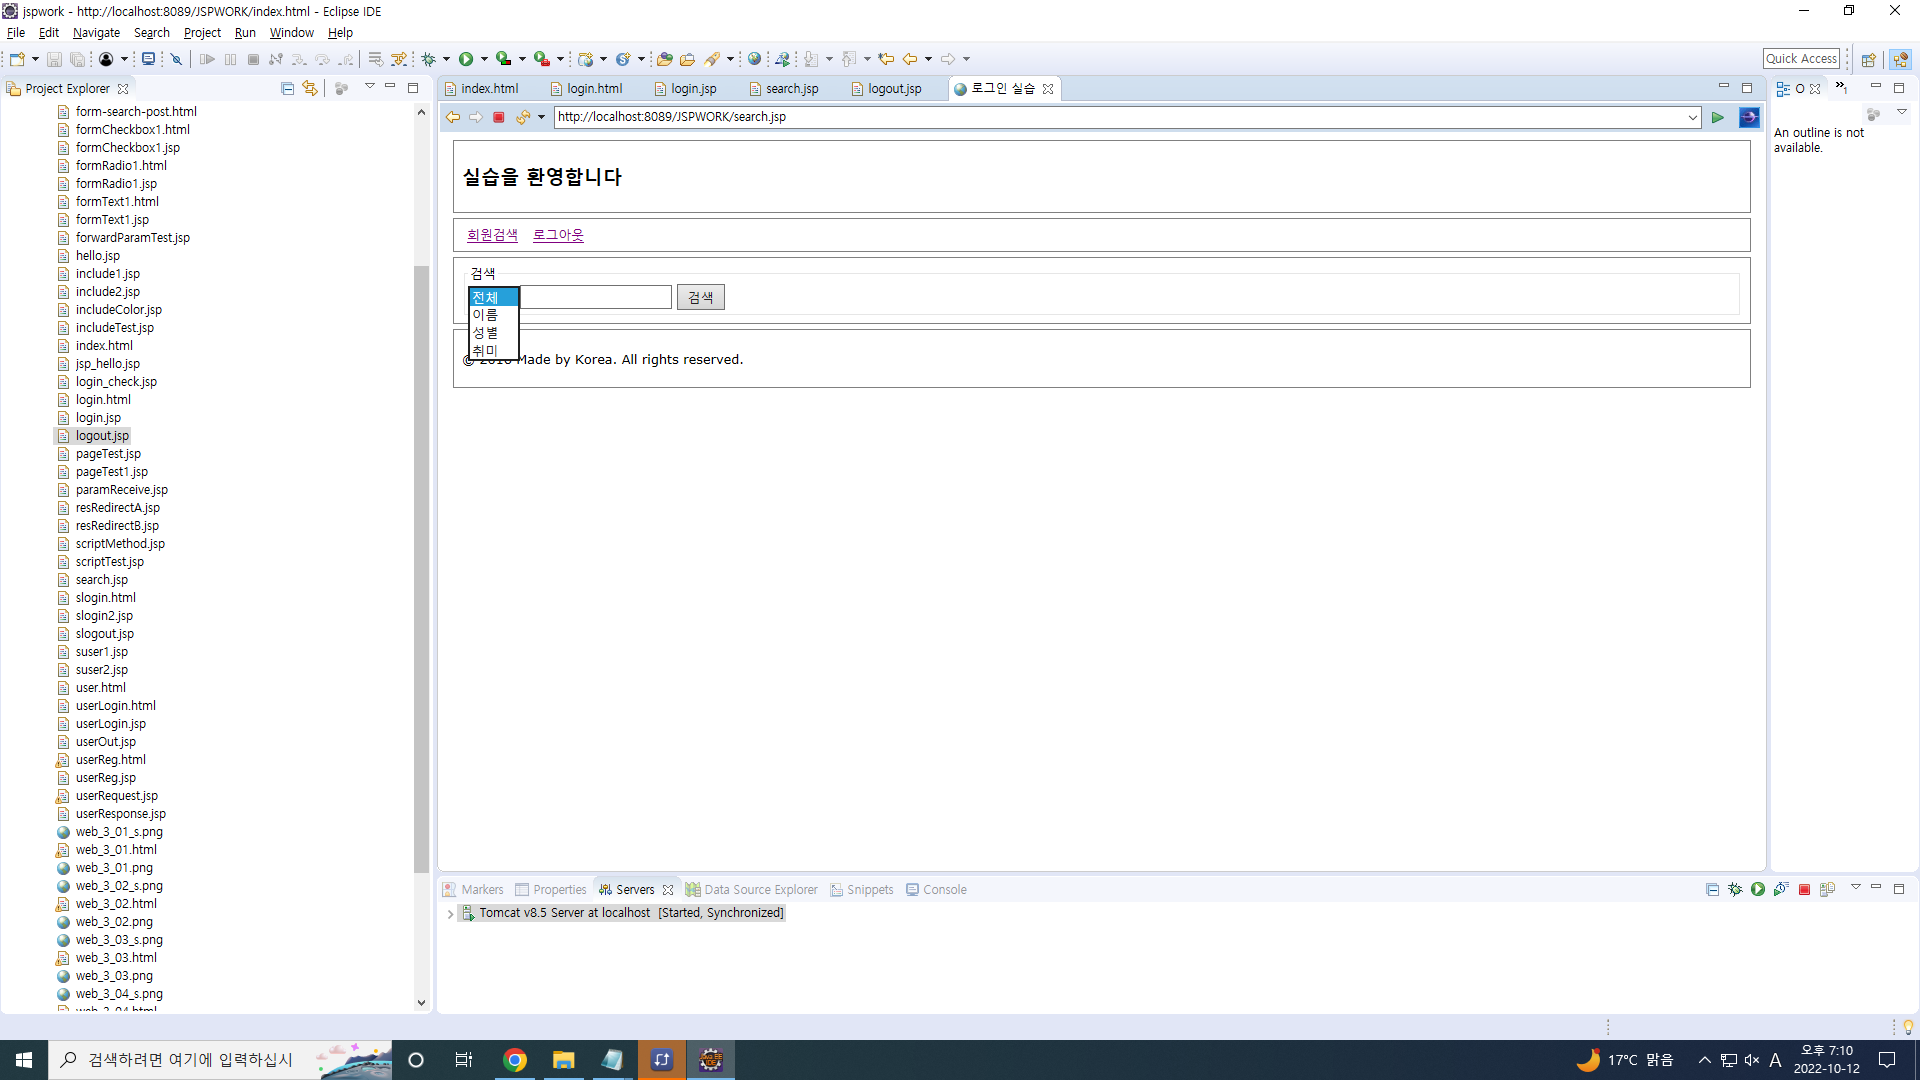 jspwork - http://localhost:8089/JSPWORK/index.html - Eclipse IDE
File Edit Navigate Search Project Run Window Help
Quick Access
Project Explorer
form-search-post.html
formCheckbox1.html
formCheckbox1.jsp
formRadio1.html
formRadio1.jsp
formText1.html
formText1.jsp
forwardParamTest.jsp
hello.jsp
include1.jsp
include2.jsp
includeColor.jsp
includeTest.jsp
index.html
jsp_hello.jsp
login_check.jsp
login.html
login.jsp
logout.jsp
pageTest.jsp
pageTest1.jsp
paramReceive.jsp
resRedirectA.jsp
resRedirectB.jsp
scriptMethod.jsp
scriptTest.jsp
search.jsp
slogin.html
slogin2.jsp
slogout.jsp
suser1.jsp
suser2.jsp
user.html
userLogin.html
userLogin.jsp
userOut.jsp
userReg.html
userReg.jsp
userRequest.jsp
userResponse.jsp
web_3_01_s.png
web_3_01.html
web_3_01.png
web_3_02_s.png
web_3_02.html
web_3_02.png
web_3_03_s.png
web_3_03.html
web_3_03.png
web_3_04_s.png
web_3_04.html
index.html login.html login.jsp search.jsp logout.jsp 로그인 실습
http://localhost:8089/JSPWORK/search.jsp
실습을 환영합니다
회원검색 로그아웃
검색
전체 검색
이름
성별
취미
Made by Korea. All rights reserved.
O
An outline is not
available.
Markers Properties Servers Data Source Explorer Snippets Console
Tomcat v8.5 Server at localhost [Started, Synchronized]
검색하려면 여기에 입력하십시
17°C 맑음
A
오후 7:10
2022-10-12